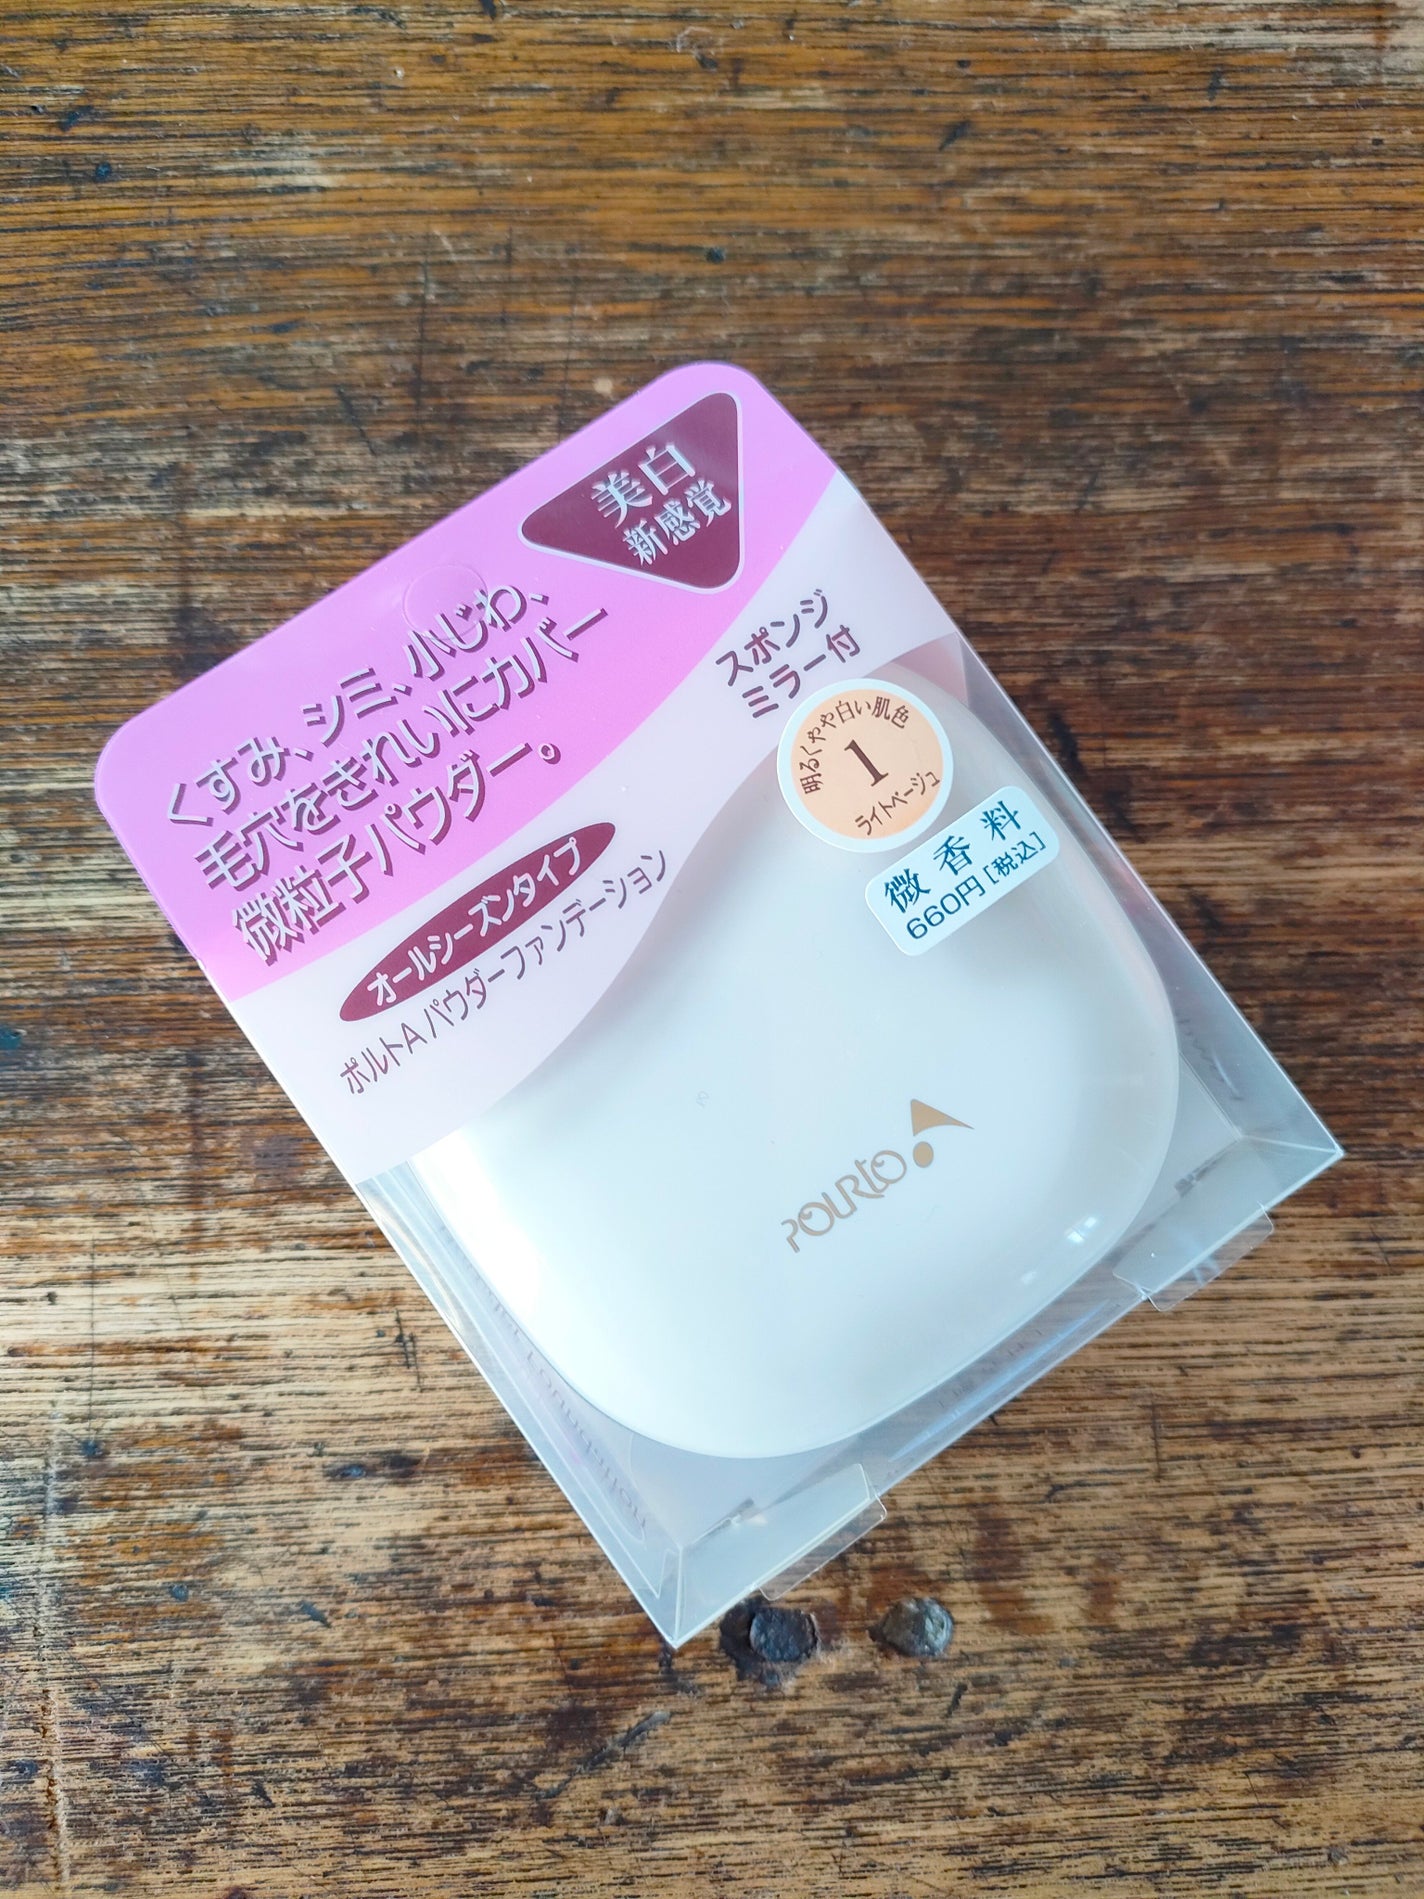 美白
新感覚
くすみ、シミ、小じわ、
毛穴をきれいにカバー
微粒子パウダー。
スポンジ
ミラー付
オールシーズンタイプ
ポルトA パウダーファンデーション
明るくやや白い肌色
1
ライトベージュ
微香料
660円[税込]
POURTO A
Foundation